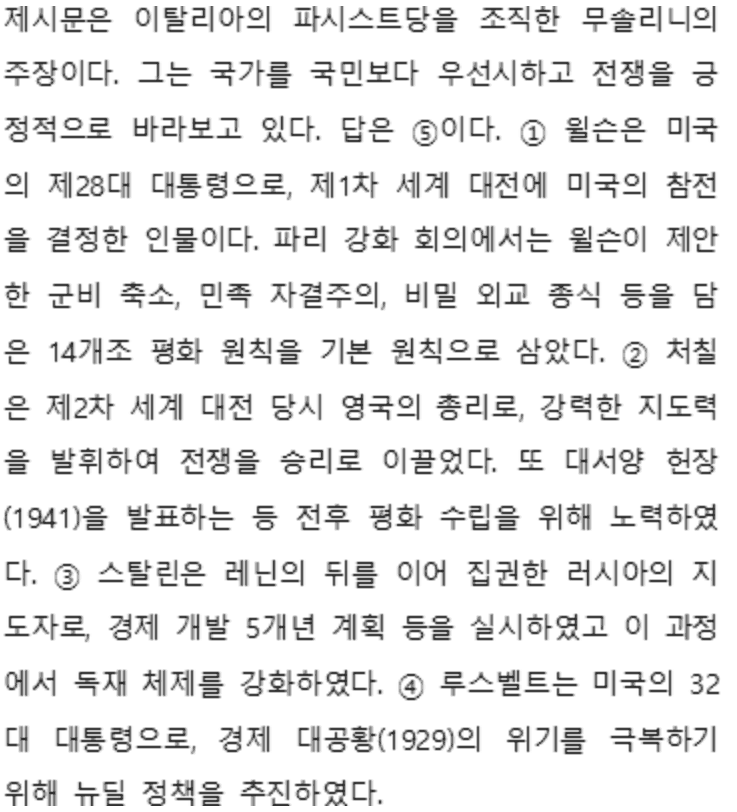 제시문은 이탈리아의 파시스트당을 조직한 무솔리니의
주장이다. 그는 국가를 국민보다 우선시하고 전쟁을 긍
정적으로 바라보고 있다. 답은 ⑤이다. ① 윌슨은 미국
의 제28대 대통령으로, 제1차 세계 대전에 미국의 참전
을 결정한 인물이다. 파리 강화 회의에서는 윌슨이 제안
한 군비 축소, 민족 자결주의, 비밀 외교 종식 등을 담
은 14개조 평화 원칙을 기본 원칙으로 삼았다. ② 처칠
은 제2차 세계 대전 당시 영국의 총리로, 강력한 지도력
을 발휘하여 전쟁을 승리로 이끌었다. 또 대서양 헌장
(1941)을 발표하는 등 전후 평화 수립을 위해 노력하였
다. ③ 스탈린은 레닌의 뒤를 이어 집권한 러시아의 지
도자로, 경제 개발 5개년 계획 등을 실시하였고 이 과정
에서 독재 체제를 강화하였다. ④ 루스벨트는 미국의 32
대 대통령으로, 경제 대공황(1929)의 위기를 극복하기
위해 뉴딜 정책을 추진하였다.